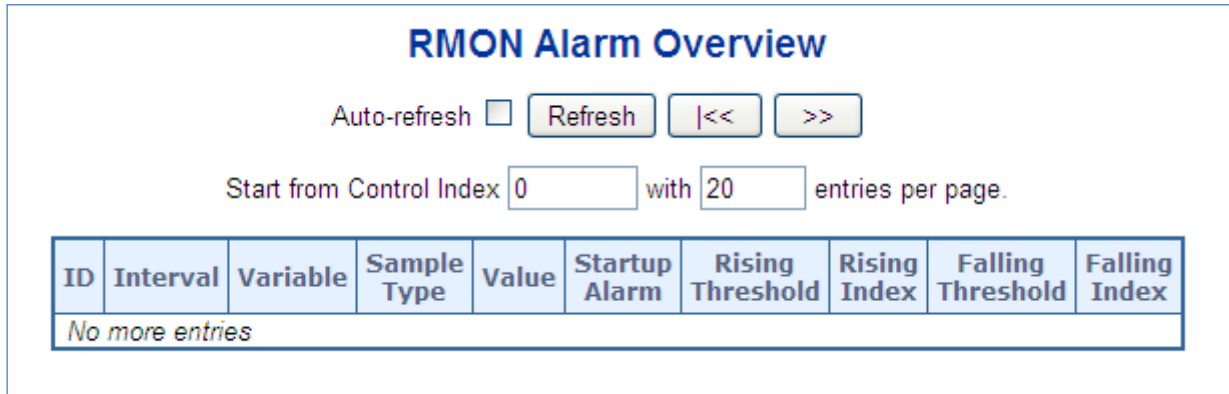 RMON Alarm Overview
Auto-refresh Refresh |<< >>
Start from Control Index 0 with 20 entries per page.
ID Interval Variable Sample Type Value Startup Alarm Rising Threshold Rising Index Falling Threshold Falling Index
No more entries